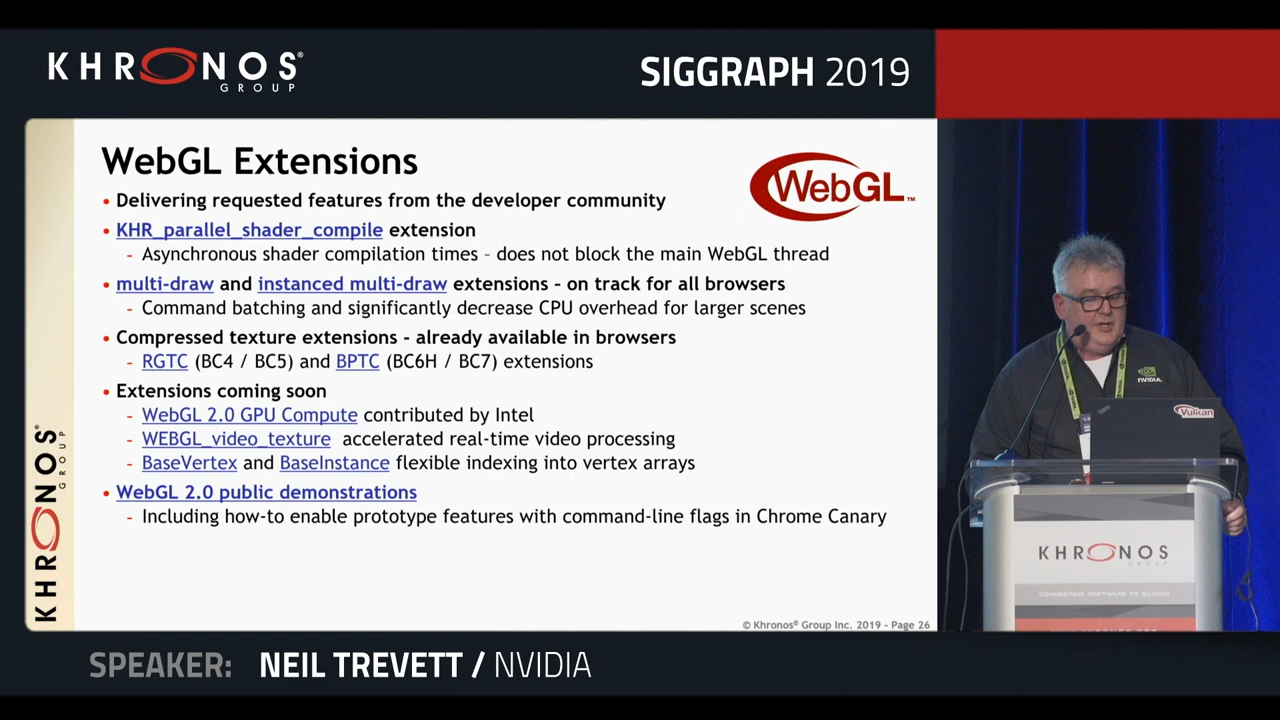 KHRONOS®
GROUP
SIGGRAPH 2019
WebGL Extensions
WebGL™
• Delivering requested features from the developer community
• KHR_parallel_shader_compile extension
- Asynchronous shader compilation times – does not block the main WebGL thread
• multi-draw and instanced multi-draw extensions – on track for all browsers
- Command batching and significantly decrease CPU overhead for larger scenes
• Compressed texture extensions - already available in browsers
- RGTC (BC4 / BC5) and BPTC (BC6H / BC7) extensions
• Extensions coming soon
- WebGL 2.0 GPU Compute contributed by Intel
- WEBGL_video_texture accelerated real-time video processing
- BaseVertex and BaseInstance flexible indexing into vertex arrays
• WebGL 2.0 public demonstrations
- Including how-to enable prototype features with command-line flags in Chrome Canary
KHRONOS®
GROUP
© Khronos® Group Inc. 2019 - Page 26
NVIDIA.
Vulkan
KHRONOS
GROUP
CONNECTING SOFTWARE TO SILICON
SPEAKER: NEIL TREVETT / NVIDIA